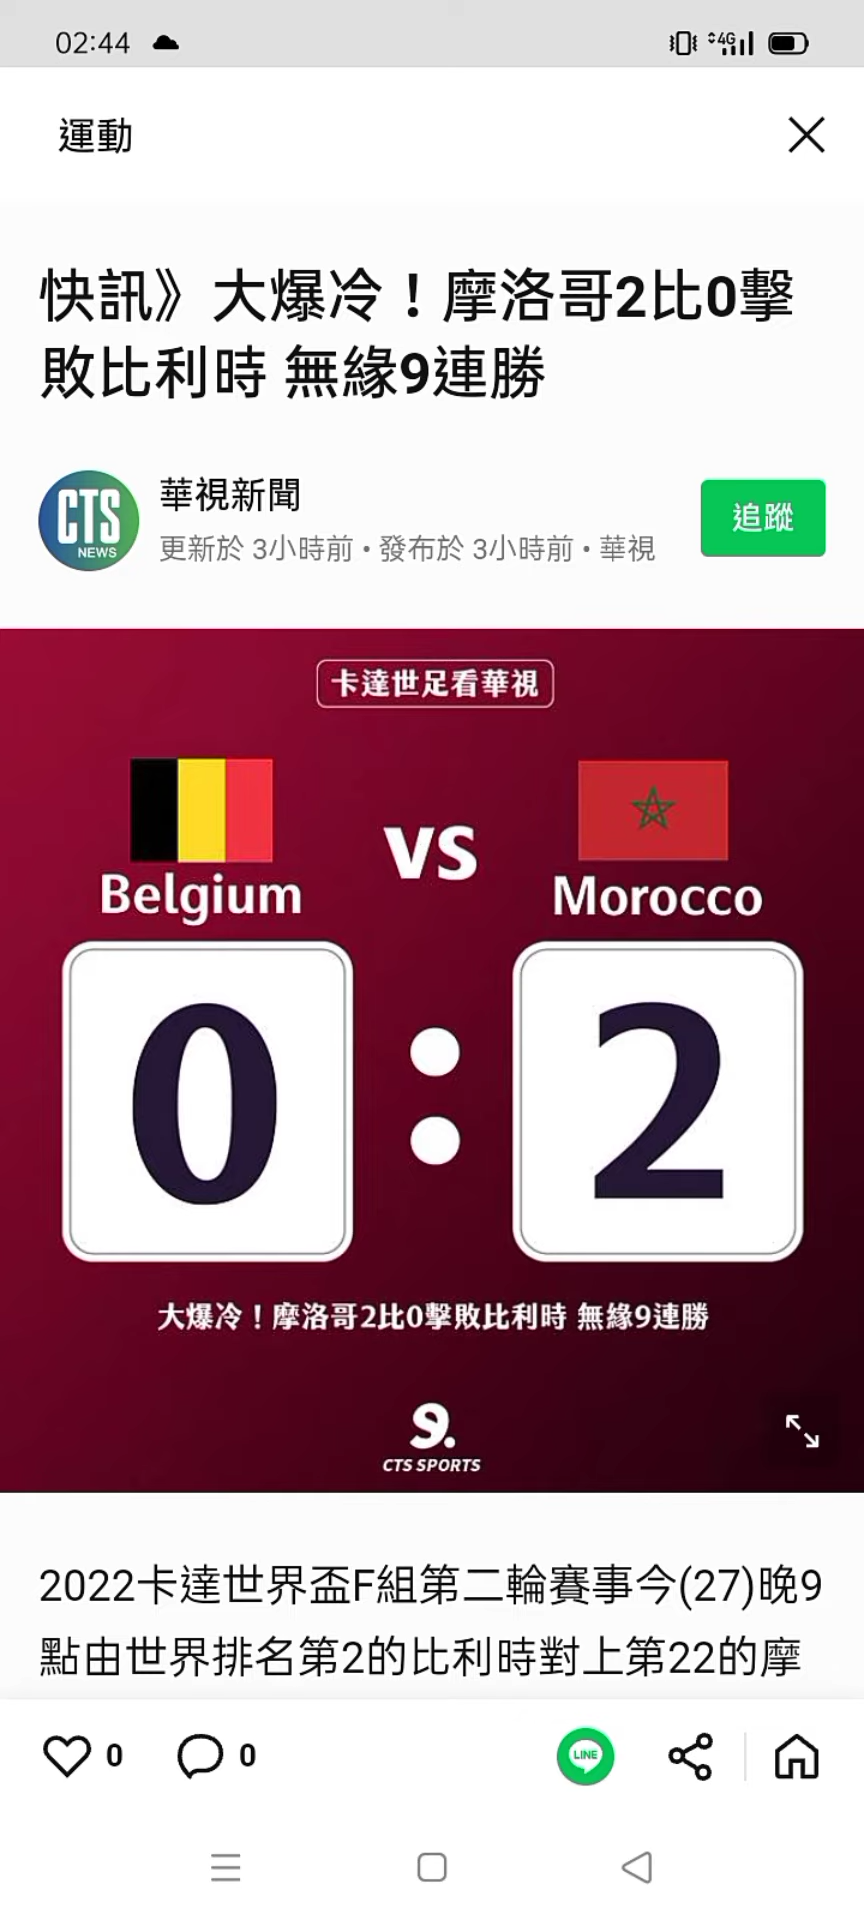 02:44
4G
運動
快訊》大爆冷！摩洛哥2比0擊
敗比利時 無緣9連勝
CTS
NEWS
華視新聞
更新於 3小時前 • 發布於 3小時前 • 華視
追蹤
卡達世足看華視
VS
Belgium
Morocco
0 : 2
大爆冷！摩洛哥2比0擊敗比利時 無緣9連勝
9.
CTS SPORTS
2022卡達世界盃F組第二輪賽事今(27)晚9
點由世界排名第2的比利時對上第22的摩
0
0
LINE